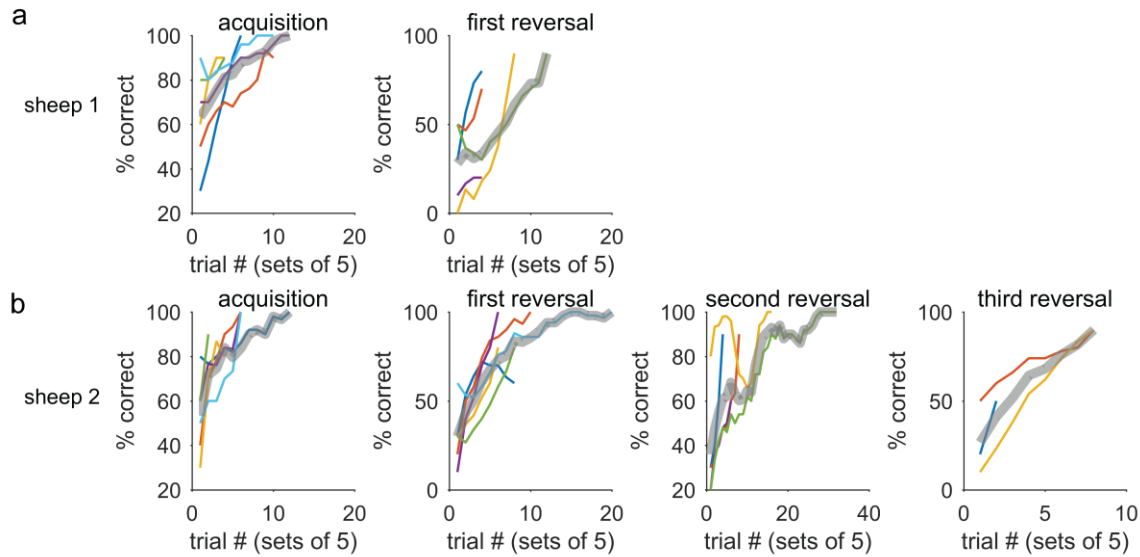 a
acquisition
first reversal
sheep 1
% correct
100
80
60
40
20
0
10
20
trial # (sets of 5)
% correct
100
50
0
0
10
20
trial # (sets of 5)
b
acquisition
first reversal
second reversal
third reversal
sheep 2
% correct
100
80
60
40
20
0
10
20
trial # (sets of 5)
% correct
100
50
0
0
10
20
trial # (sets of 5)
% correct
100
80
60
40
20
0
10
20
30
40
trial # (sets of 5)
% correct
100
50
0
0
5
10
trial # (sets of 5)